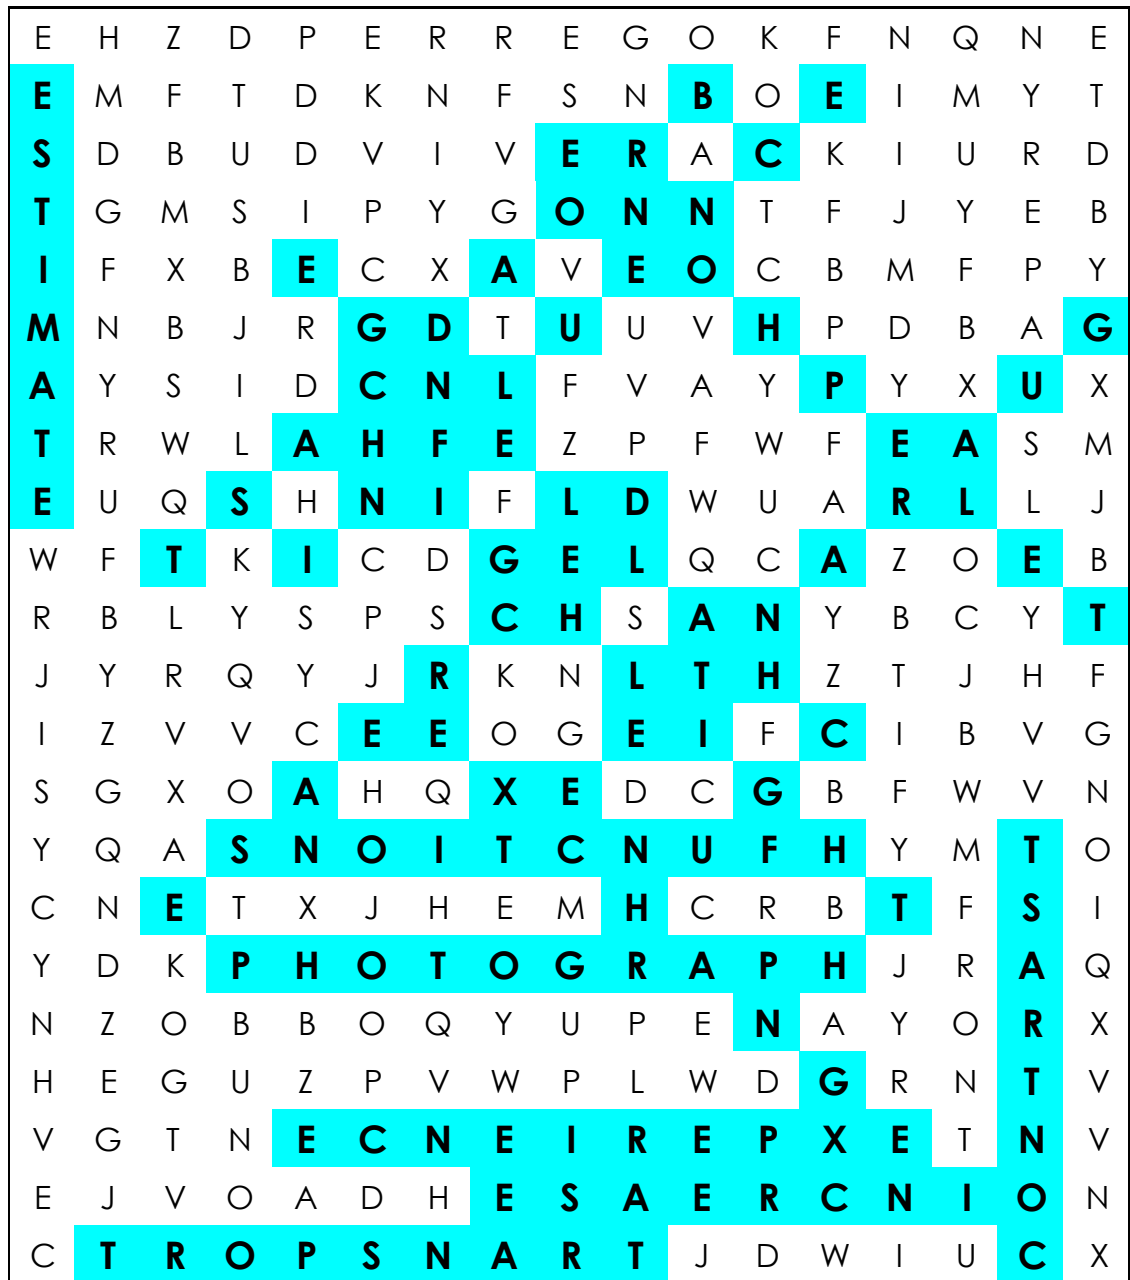 E H Z D P E R R E G O K F N Q N E
E M F T D K N F S N B O E I M Y T
S D B U D V I V E R A C K I U R D
T G M S I P Y G O N N T F J Y E B
I F X B E C X A V E O C B M F P Y
M N B J R G D T U U V H P D B A G
A Y S I D C N L F V A Y P Y X U X
T R W L A H F E Z P F W F E A S M
E U Q S H N I F L D W U A R L L J
W F T K I C D G E L Q C A Z O E B
R B L Y S P S C H S A N Y B C Y T
J Y R Q Y J R K N L T H Z T J H F
I Z V V C E E O G E I F C I B V G
S G X O A H Q X E D C G B F W V N
Y Q A S N O I T C N U F H Y M T O
C N E T X J H E M H C R B T F S I
Y D K P H O T O G R A P H J R A Q
N Z O B B O Q Y U P E N A Y O R X
H E G U Z P V W P L W D G R N T V
V G T N E C N E I R E P X E T N V
E J V O A D H E S A E R C N I O N
C T R O P S N A R T J D W I U C X